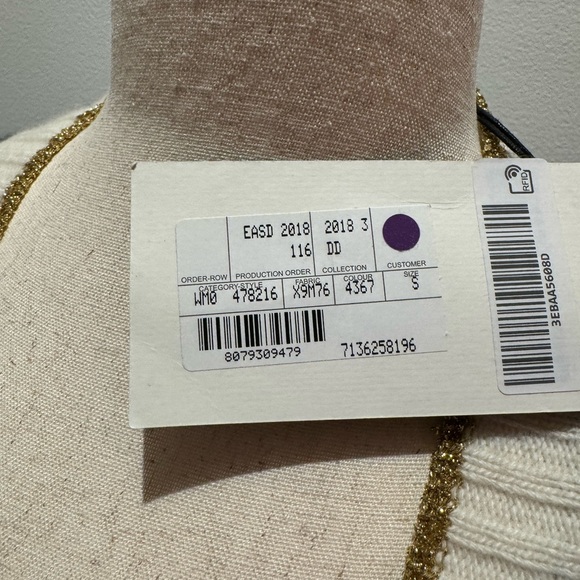 EASD 2018 2018 3
116 DD
ORDER-ROW PRODUCTION ORDER COLLECTION CUSTOMER
CATEGORY-STYLE FABRIC COLOUR SIZE
WM0 478216 X9M76 4367 S
8079309479 7136258196
RFID
3EBAA5608D